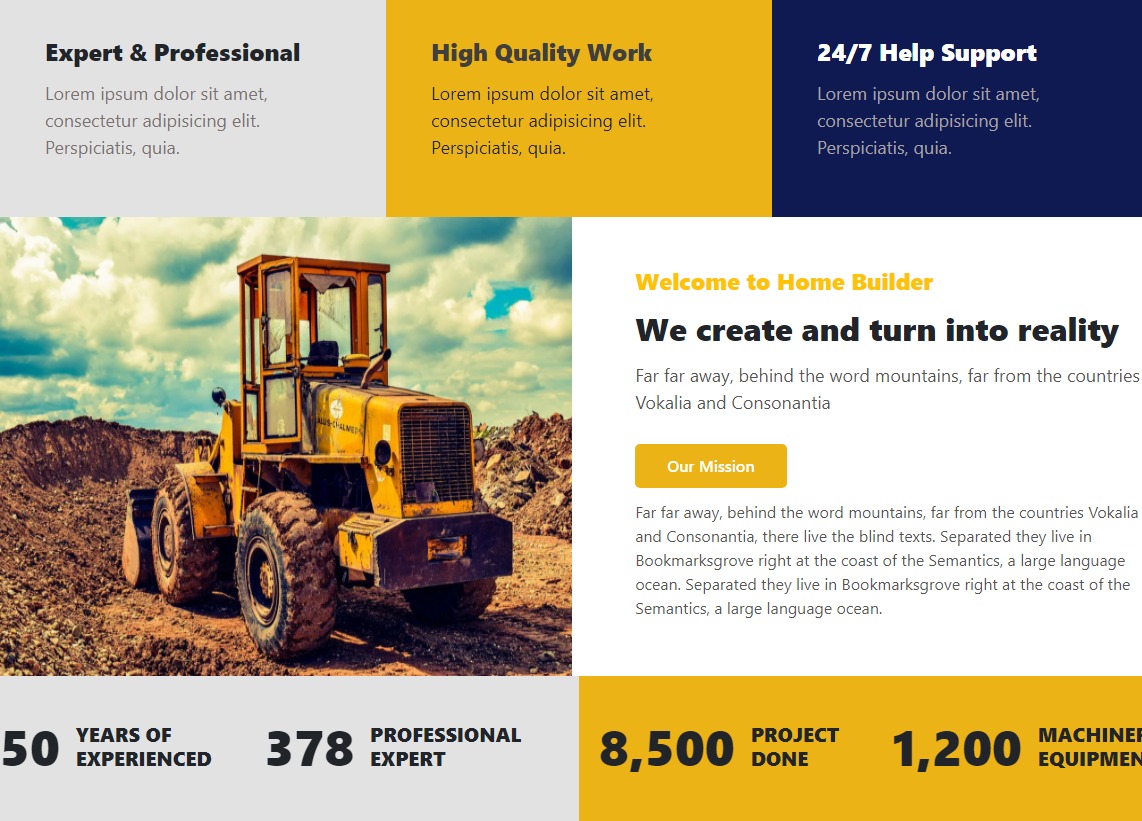 Expert & Professional
Lorem ipsum dolor sit amet,
consectetur adipisicing elit.
Perspiciatis, quia.
High Quality Work
Lorem ipsum dolor sit amet,
consectetur adipisicing elit.
Perspiciatis, quia.
24/7 Help Support
Lorem ipsum dolor sit amet,
consectetur adipisicing elit.
Perspiciatis, quia.
ALLIS-CHALMERS
Welcome to Home Builder
We create and turn into reality
Far far away, behind the word mountains, far from the countries
Vokalia and Consonantia
Our Mission
Far far away, behind the word mountains, far from the countries Vokalia
and Consonantia, there live the blind texts. Separated they live in
Bookmarksgrove right at the coast of the Semantics, a large language
ocean. Separated they live in Bookmarksgrove right at the coast of the
Semantics, a large language ocean.
50
YEARS OF
EXPERIENCED
378
PROFESSIONAL
EXPERT
8,500
PROJECT
DONE
1,200
MACHINER
EQUIPMEN